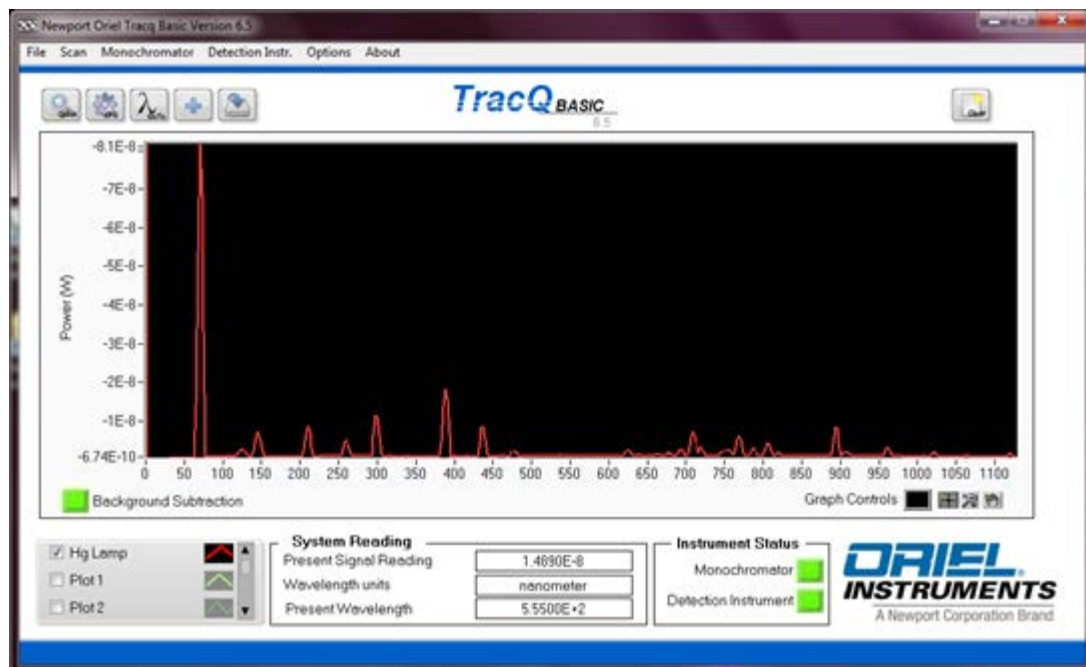 Newport Oriel Tracq Basic Version 6.5
File Scan Monochromator Detection Instr. Options About
TracQ BASIC
6.5
-8.1E-8
-7E-8
-6E-8
-5E-8
-4E-8
-3E-8
-2E-8
-1E-8
-6.74E-10
Power (W)
0 50 100 150 200 250 300 350 400 450 500 550 600 650 700 750 800 850 900 950 1000 1050 1100
Background Subtraction
Graph Controls
Hg Lamp
Plot 1
Plot 2
System Reading
Present Signal Reading 1.4690E-8
Wavelength units nanometer
Present Wavelength 5.5500E+2
Instrument Status
Monochromator
Detection Instrument
ORIEL
INSTRUMENTS
A Newport Corporation Brand